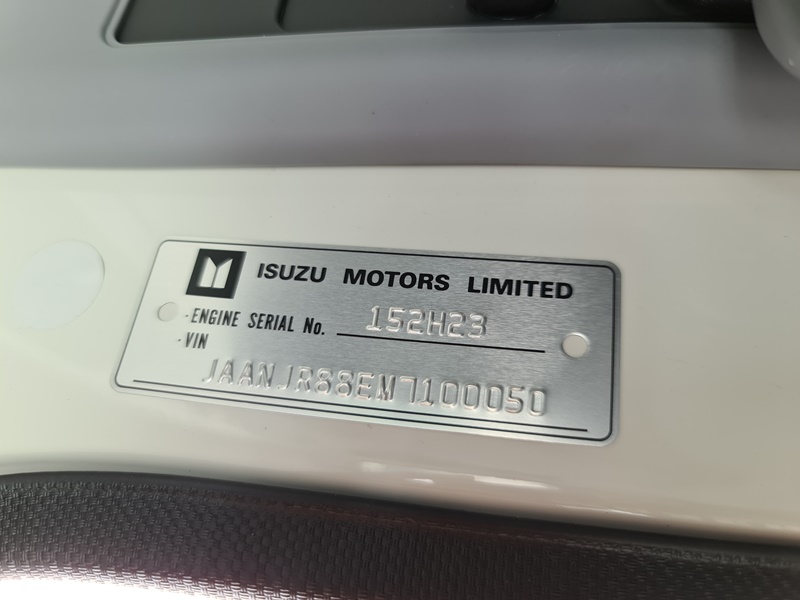 ISUZU MOTORS LIMITED
·ENGINE SERIAL No. 152H23
·VIN
JAANJR88EM7100050